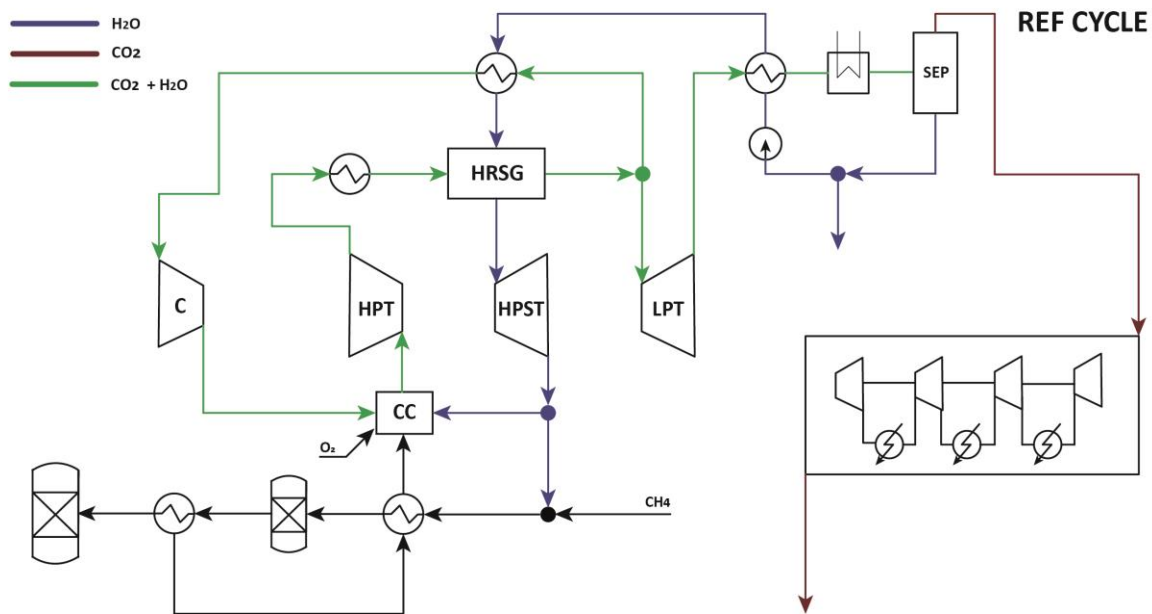 H₂O
REF CYCLE
CO₂
CO₂ + H₂O
SEP
HRSG
C
HPT
HPST
LPT
CC
O₂
CH4